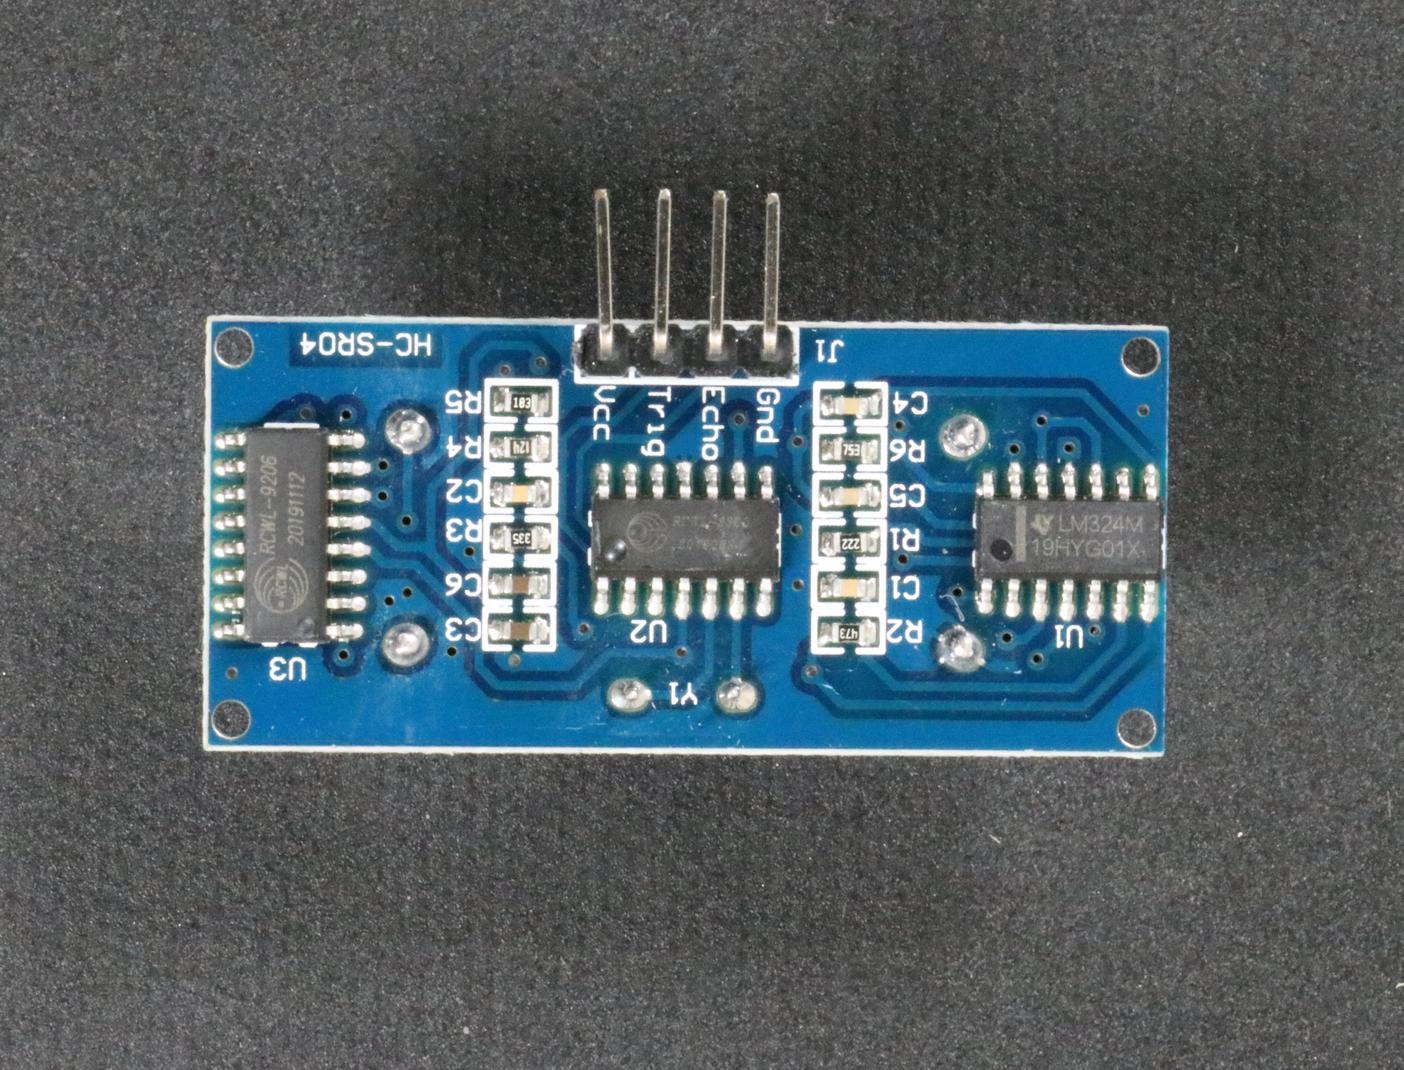 HC-SR04
J1
Vcc
Trig
Echo
Gnd
R5
103
R4
124
C2
R3
335
C6
C3
C4
R6
C5
R1
222
C1
R2
473
RCWL-9206
20191112
RCWL
U3
U2
Y1
LM324M
19HYG01X
U1